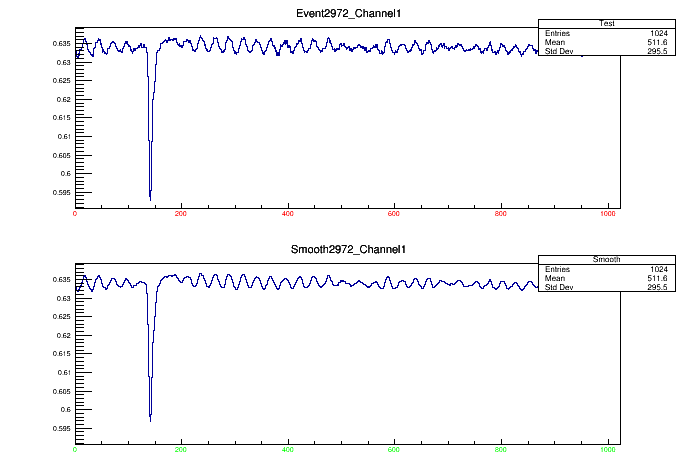 Event2972_Channel1
Test
Entries 1024
Mean 511.6
Std Dev 295.5
0.635
0.63
0.625
0.62
0.615
0.61
0.605
0.6
0.595
0 200 400 600 800 1000
Smooth2972_Channel1
Smooth
Entries 1024
Mean 511.6
Std Dev 295.5
0.635
0.63
0.625
0.62
0.615
0.61
0.605
0.6
0.595
0 200 400 600 800 1000